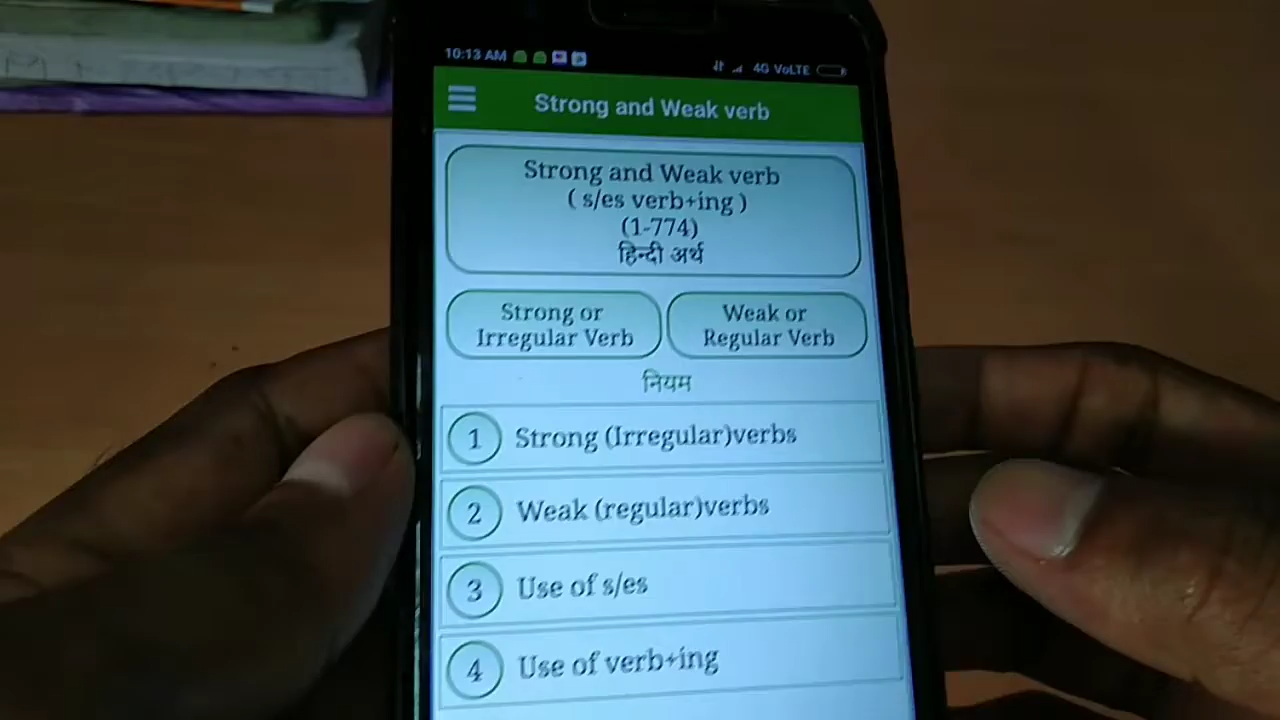 10:13 AM
4G VoLTE
Strong and Weak verb
Strong and Weak verb
( s/es verb+ing )
(1-774)
हिन्दी अर्थ
Strong or
Irregular Verb
Weak or
Regular Verb
नियम
1 Strong (Irregular)verbs
2 Weak (regular)verbs
3 Use of s/es
4 Use of verb+ing